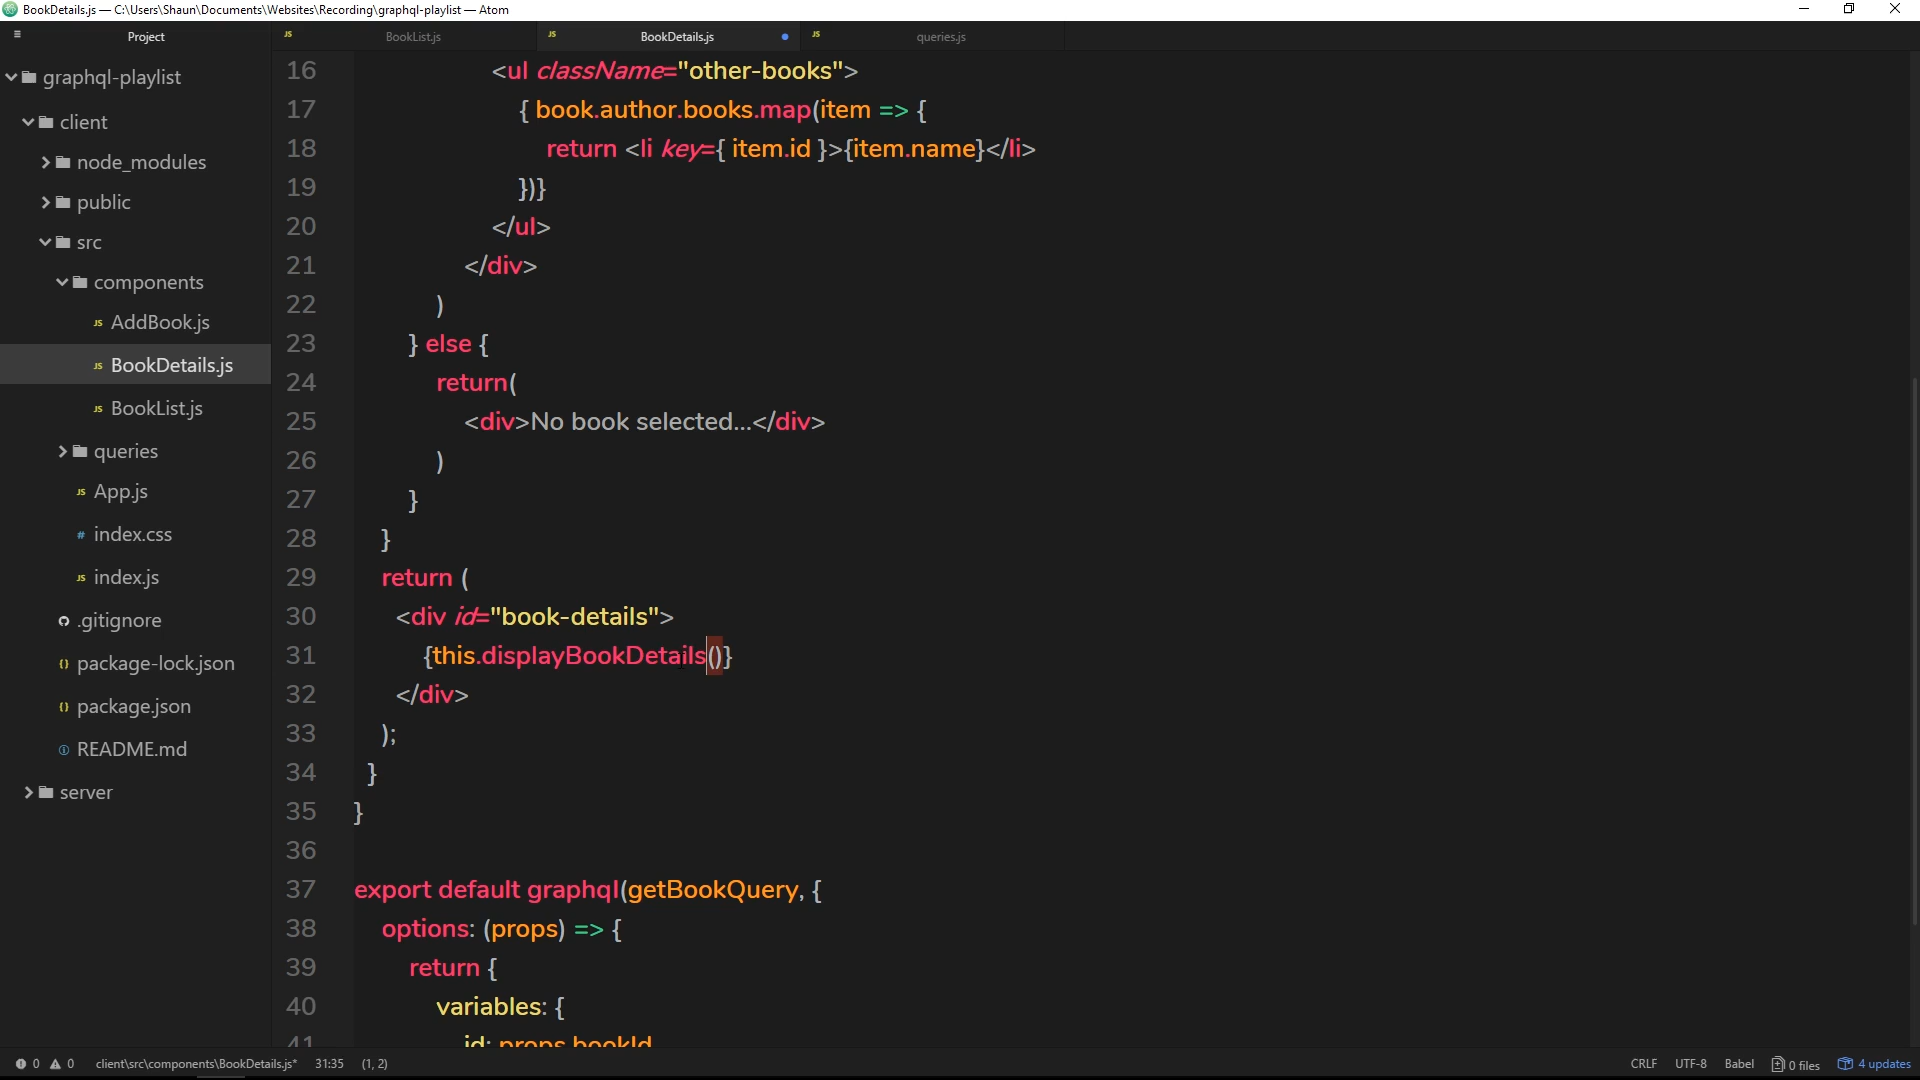 BookDetails.js — C:\Users\Shaun\Documents\Websites\Recording\graphql-playlist — Atom
Project
BookList.js
BookDetails.js
queries.js
graphql-playlist
client
node_modules
public
src
components
AddBook.js
BookDetails.js
BookList.js
queries
App.js
index.css
index.js
.gitignore
package-lock.json
package.json
README.md
server
16 <ul className="other-books">
17 { book.author.books.map(item => {
18 return <li key={ item.id }>{item.name}</li>
19 })}
20 </ul>
21 </div>
22 )
23 } else {
24 return(
25 <div>No book selected...</div>
26 )
27 }
28 }
29 return (
30 <div id="book-details">
31 {this.displayBookDetails()}
32 </div>
33 );
34 }
35 }
36
37 export default graphql(getBookQuery, {
38 options: (props) => {
39 return {
40 variables: {
41 id: props.bookId
0 0 client\src\components\BookDetails.js* 31:35 (1, 2) CRLF UTF-8 Babel 0 files 4 updates